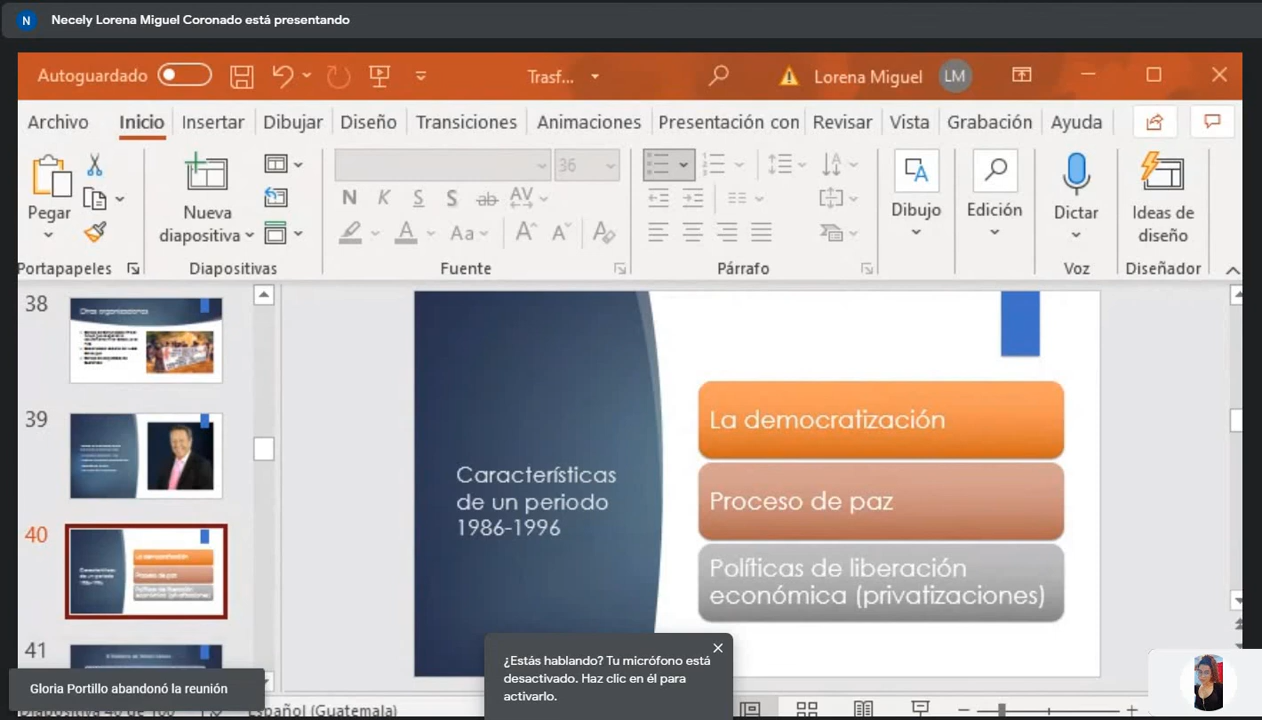 N Necely Lorena Miguel Coronado está presentando
Autoguardado Trasf... Lorena Miguel LM
Archivo Inicio Insertar Dibujar Diseño Transiciones Animaciones Presentación con Revisar Vista Grabación Ayuda
36
N K S S ab AV
A Aa A A A
Pegar
Nueva
diapositiva
Dibujo
Edición
Dictar
Ideas de
diseño
Portapapeles Diapositivas Fuente Párrafo Voz Diseñador
38
39
40
41
Características
de un periodo
1986-1996
La democratización
Proceso de paz
Políticas de liberación
económica (privatizaciones)
¿Estás hablando? Tu micrófono está
desactivado. Haz clic en él para
activarlo.
Gloria Portillo abandonó la reunión
Español (Guatemala)